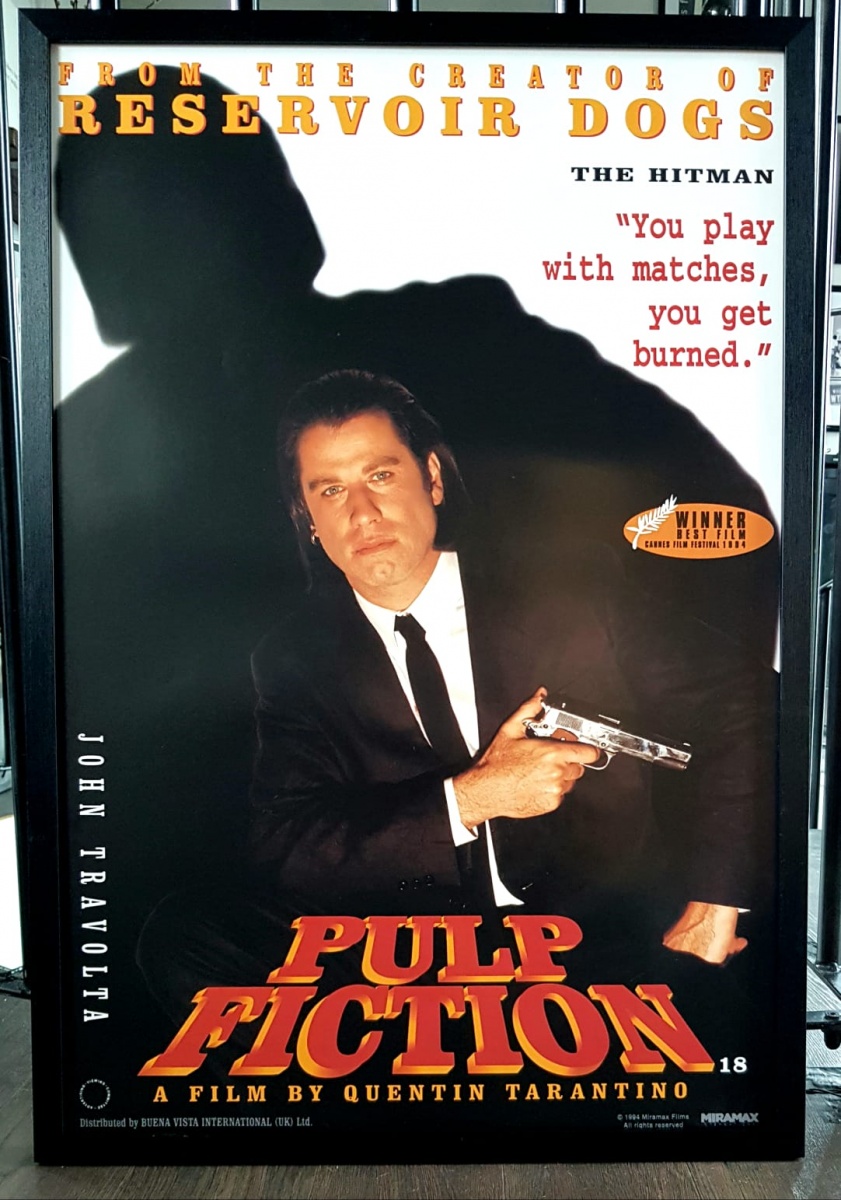 FROM THE CREATOR OF
RESERVOIR DOGS
THE HITMAN
“You play
with matches,
you get
burned.”
WINNER
BEST FILM
CANNES FILM FESTIVAL 1994
JOHN TRAVOLTA
PULP
FICTION
18
A FILM BY QUENTIN TARANTINO
Distributed by BUENA VISTA INTERNATIONAL (UK) Ltd.
© 1994 Miramax Films
All rights reserved
MIRAMAX